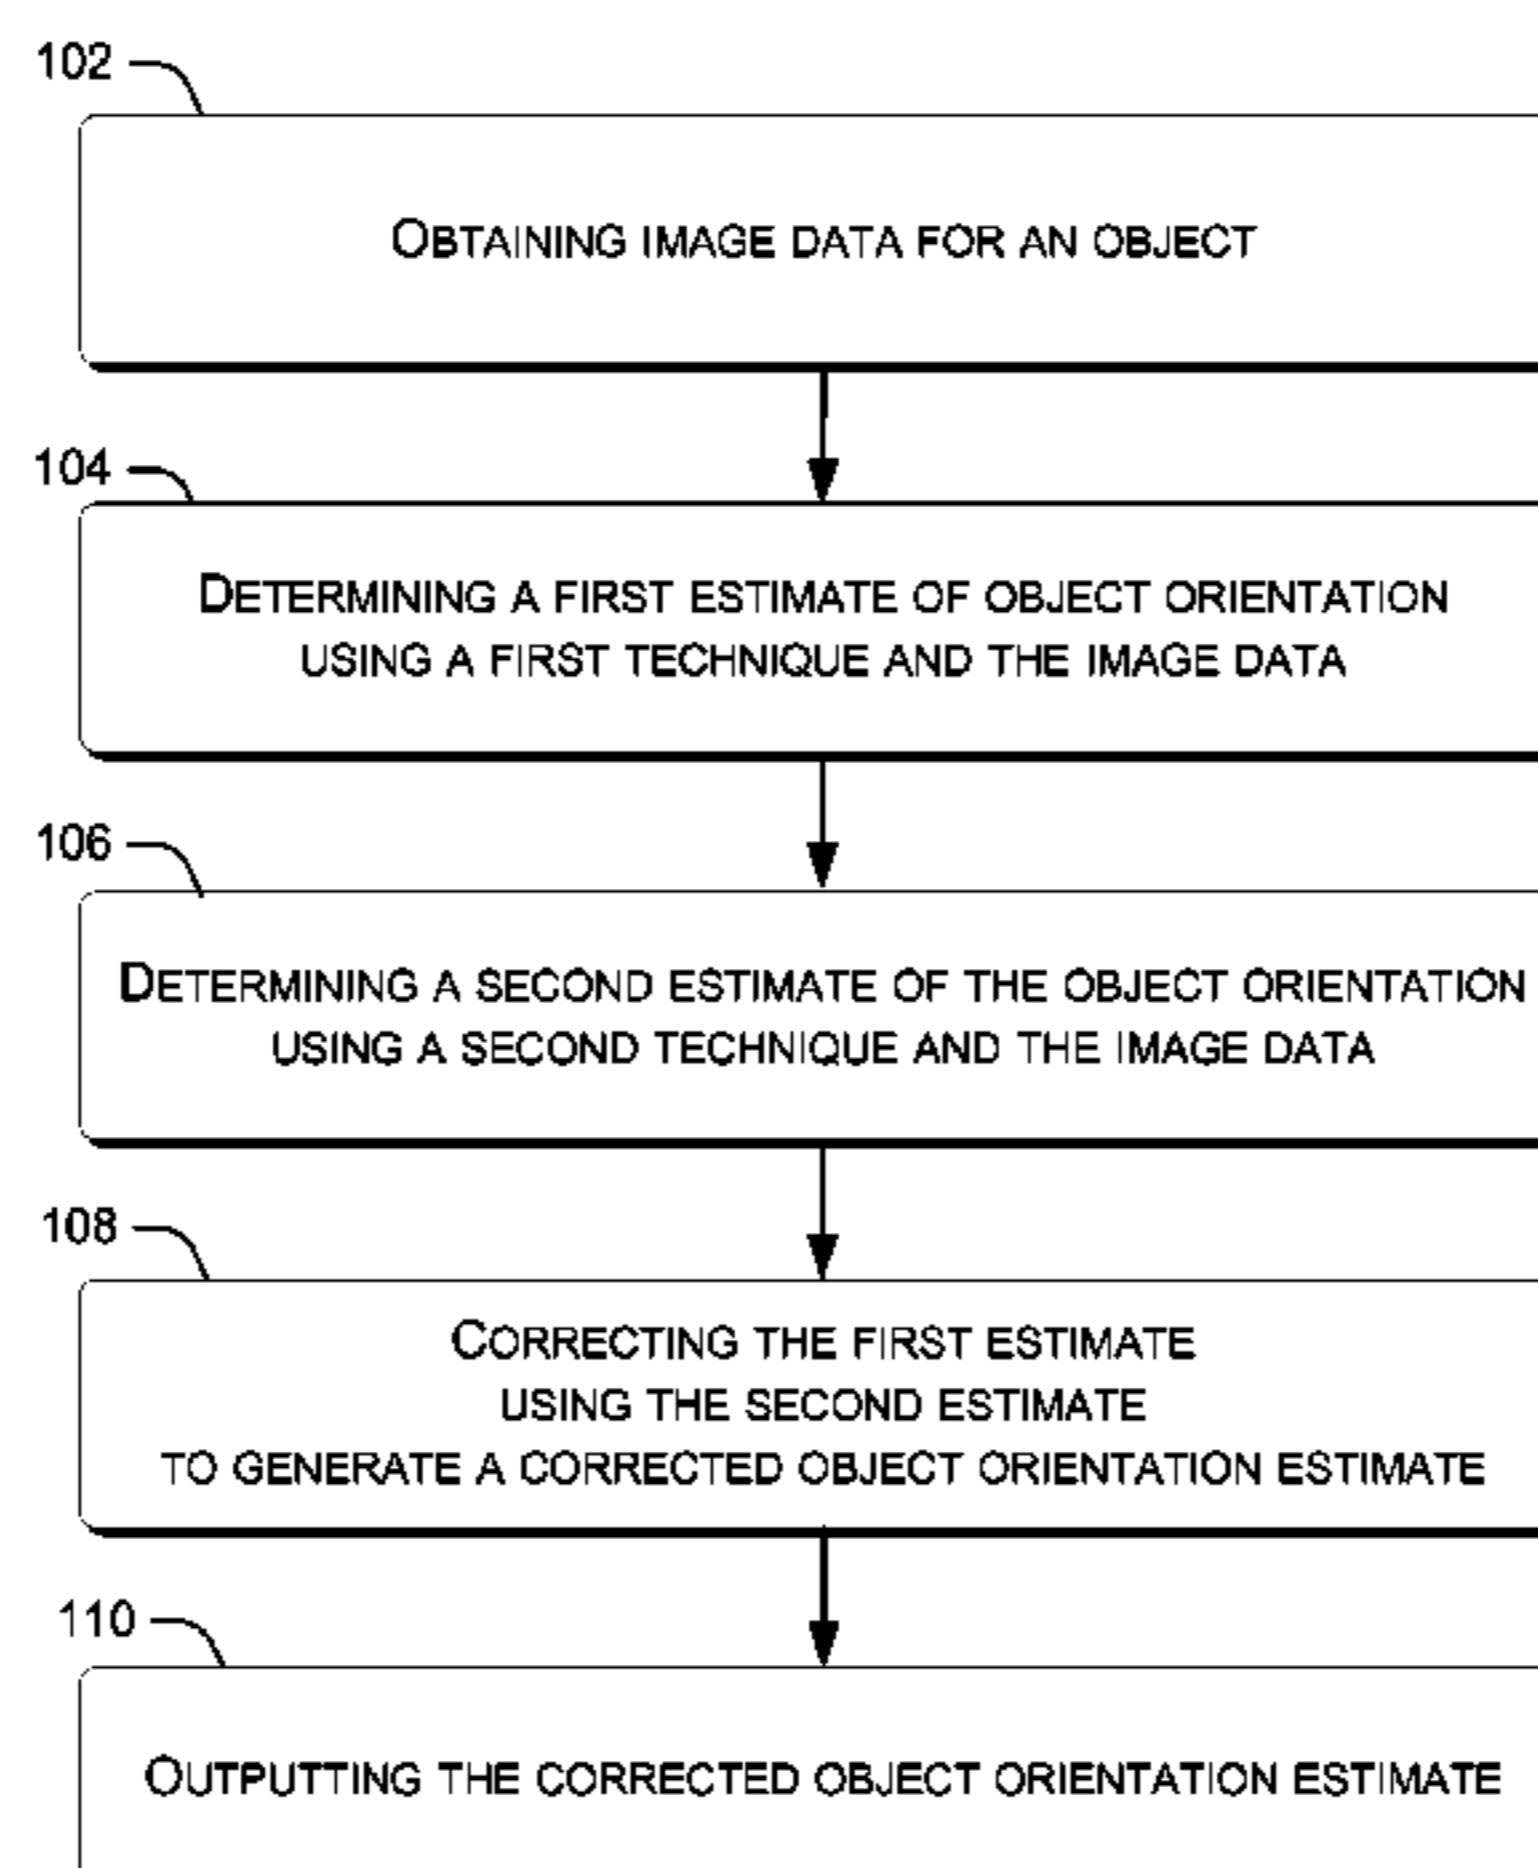 102
OBTAINING IMAGE DATA FOR AN OBJECT
104
DETERMINING A FIRST ESTIMATE OF OBJECT ORIENTATION
USING A FIRST TECHNIQUE AND THE IMAGE DATA
106
DETERMINING A SECOND ESTIMATE OF THE OBJECT ORIENTATION
USING A SECOND TECHNIQUE AND THE IMAGE DATA
108
CORRECTING THE FIRST ESTIMATE
USING THE SECOND ESTIMATE
TO GENERATE A CORRECTED OBJECT ORIENTATION ESTIMATE
110
OUTPUTTING THE CORRECTED OBJECT ORIENTATION ESTIMATE